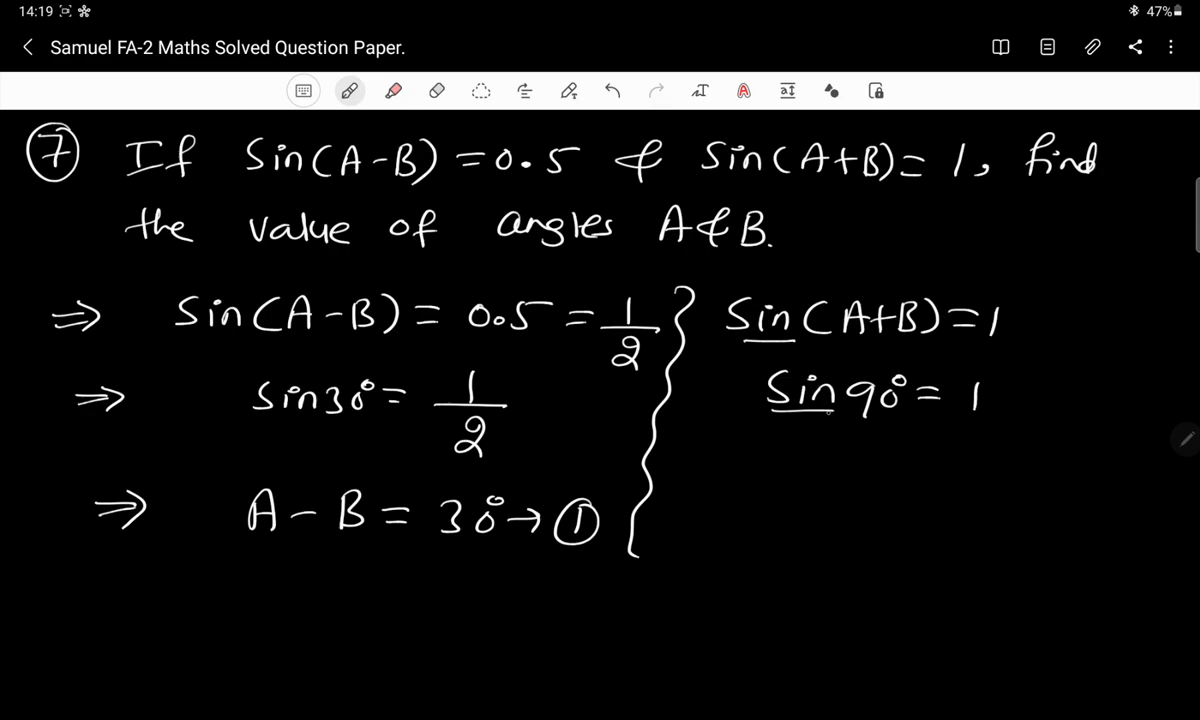 14:19 47%
Samuel FA-2 Maths Solved Question Paper.
⑦ If Sin(A-B) = 0.5 & Sin(A+B) = 1, find
the value of angles A & B.
⇒ Sin(A-B) = 0.5 = 1/2 } Sin(A+B) = 1
⇒ Sin30° = 1/2 Sin90° = 1
⇒ A - B = 30° → ①